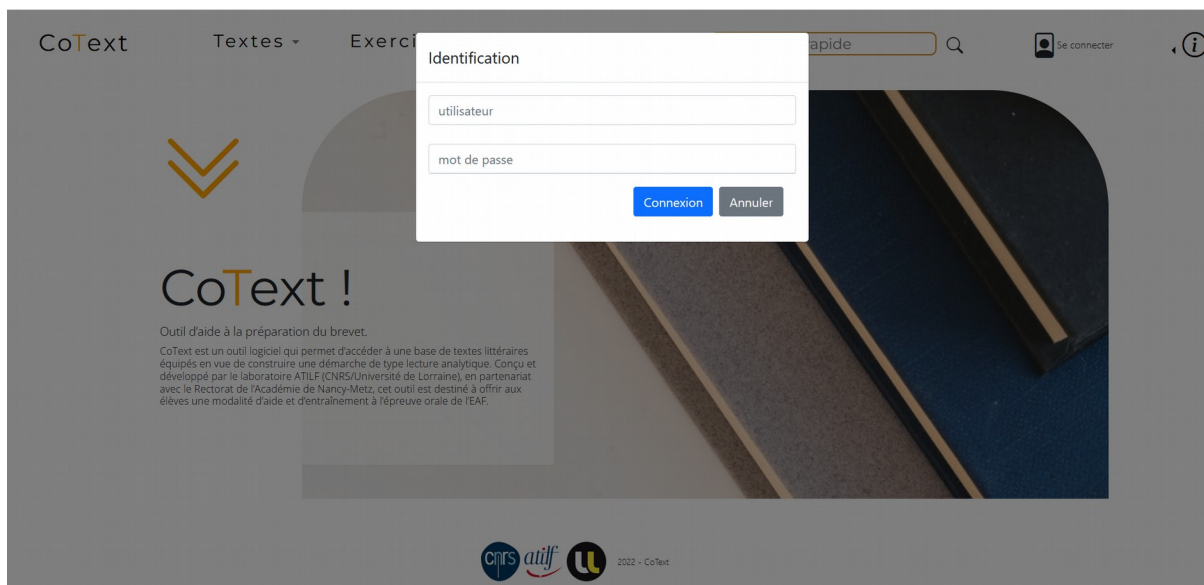 CoText
Textes
Exerci
apide
Se connecter
i
Identification
utilisateur
mot de passe
Connexion
Annuler
CoText !
Outil d'aide à la préparation du brevet.
CoText est un outil logiciel qui permet d'accéder à une base de textes littéraires
équipés en vue de construire une démarche de type lecture analytique. Conçu et
développé par le laboratoire ATILF (CNRS/Université de Lorraine), en partenariat
avec le Rectorat de l'Académie de Nancy-Metz, cet outil est destiné à offrir aux
élèves une modalité d'aide et d'entraînement à l'épreuve orale de l'EAF.
cnrs
atilf
2022 - CoText